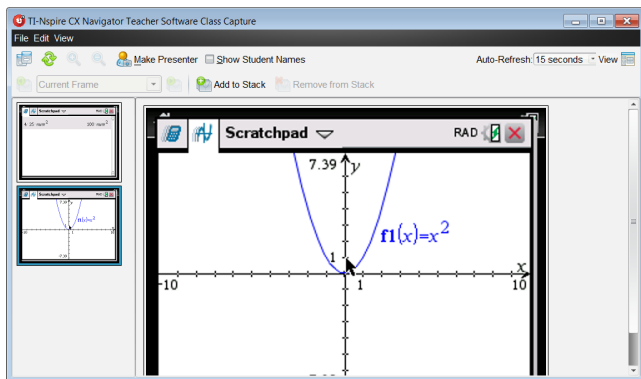 TI-Nspire CX Navigator Teacher Software Class Capture
File Edit View
Make Presenter Show Student Names Auto-Refresh: 15 seconds View
Current Frame Add to Stack Remove from Stack
Scratchpad
Scratchpad
Scratchpad RAD
7.39 y
f1(x)=x²
1
x
-10 1 10